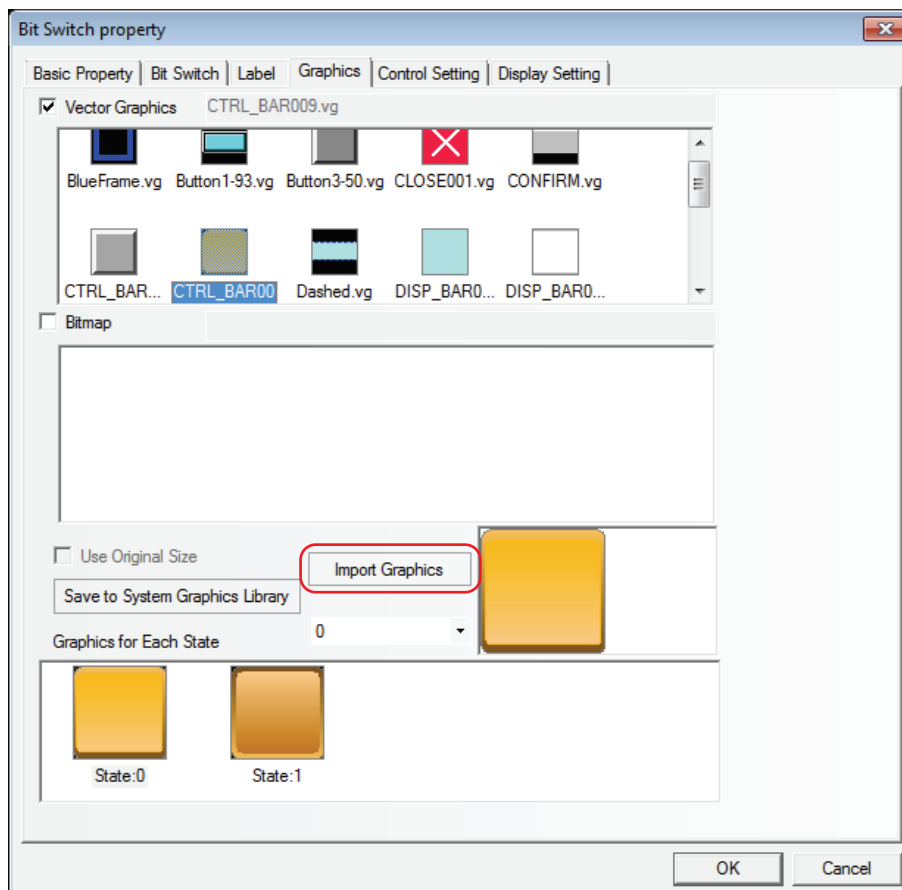 Bit Switch property
Basic Property Bit Switch Label Graphics Control Setting Display Setting
Vector Graphics CTRL_BAR009.vg
BlueFrame.vg Button1-93.vg Button3-50.vg CLOSE001.vg CONFIRM.vg
CTRL_BAR... CTRL_BAR00 Dashed.vg DISP_BAR0... DISP_BAR0...
Bitmap
Use Original Size
Import Graphics
Save to System Graphics Library
0
Graphics for Each State
State:0 State:1
OK Cancel